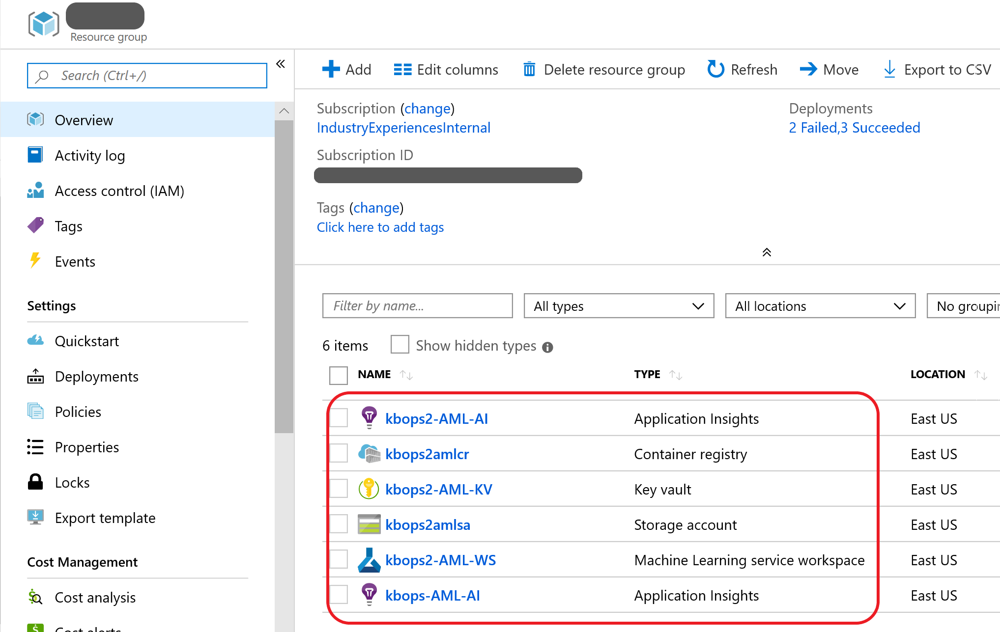 Resource group
Search (Ctrl+/)
Overview
Activity log
Access control (IAM)
Tags
Events
Settings
Quickstart
Deployments
Policies
Properties
Locks
Export template
Cost Management
Cost analysis
Cost alerts
Add Edit columns Delete resource group Refresh Move Export to CSV
Subscription (change)
IndustryExperiencesInternal
Deployments
2 Failed,3 Succeeded
Subscription ID
Tags (change)
Click here to add tags
Filter by name... All types All locations No groupin
6 items Show hidden types
NAME TYPE LOCATION
kbops2-AML-AI Application Insights East US
kbops2amlcr Container registry East US
kbops2-AML-KV Key vault East US
kbops2amlsa Storage account East US
kbops2-AML-WS Machine Learning service workspace East US
kbops-AML-AI Application Insights East US